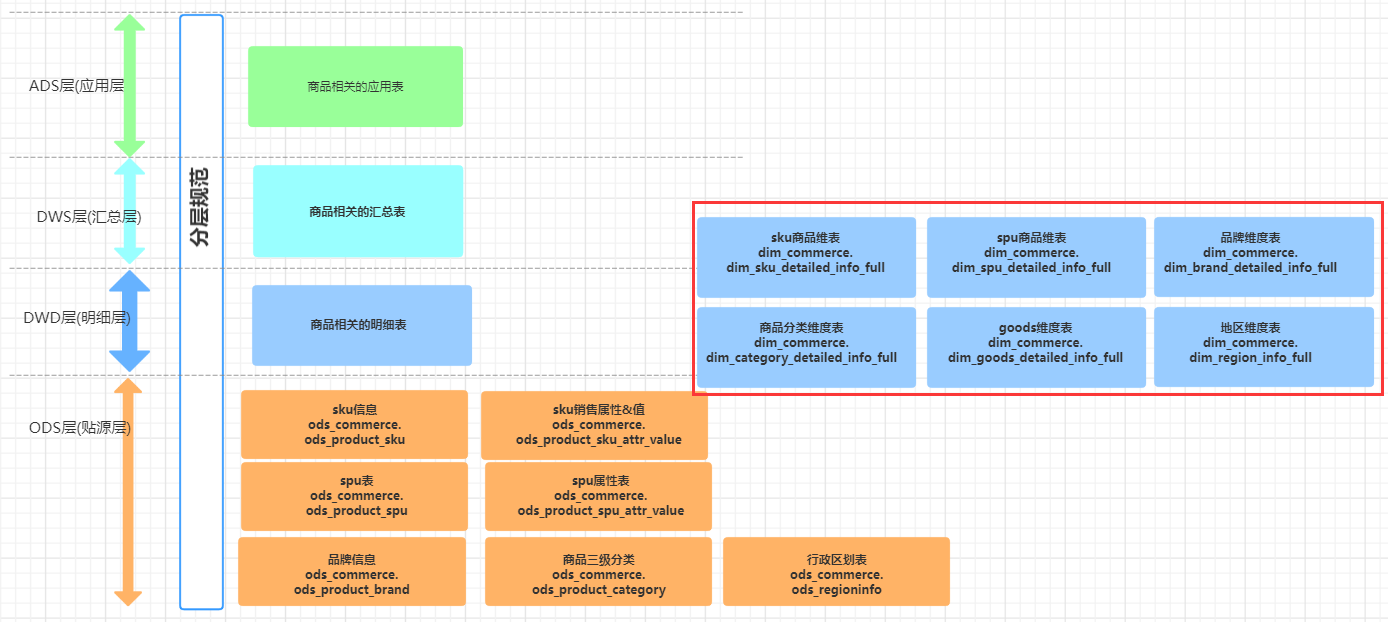 ADS层(应用层
商品相关的应用表
分层规范
DWS层(汇总层)
商品相关的汇总表
DWD层(明细层)
商品相关的明细表
sku商品维表
dim_commerce.
dim_sku_detailed_info_full
spu商品维表
dim_commerce.
dim_spu_detailed_info_full
品牌维度表
dim_commerce.
dim_brand_detailed_info_full
商品分类维度表
dim_commerce.
dim_category_detailed_info_full
goods维度表
dim_commerce.
dim_goods_detailed_info_full
地区维度表
dim_commerce.
dim_region_info_full
ODS层(贴源层)
sku信息
ods_commerce.
ods_product_sku
sku销售属性&值
ods_commerce.
ods_product_sku_attr_value
spu表
ods_commerce.
ods_product_spu
spu属性表
ods_commerce.
ods_product_spu_attr_value
品牌信息
ods_commerce.
ods_product_brand
商品三级分类
ods_commerce.
ods_product_category
行政区划表
ods_commerce.
ods_regioninfo